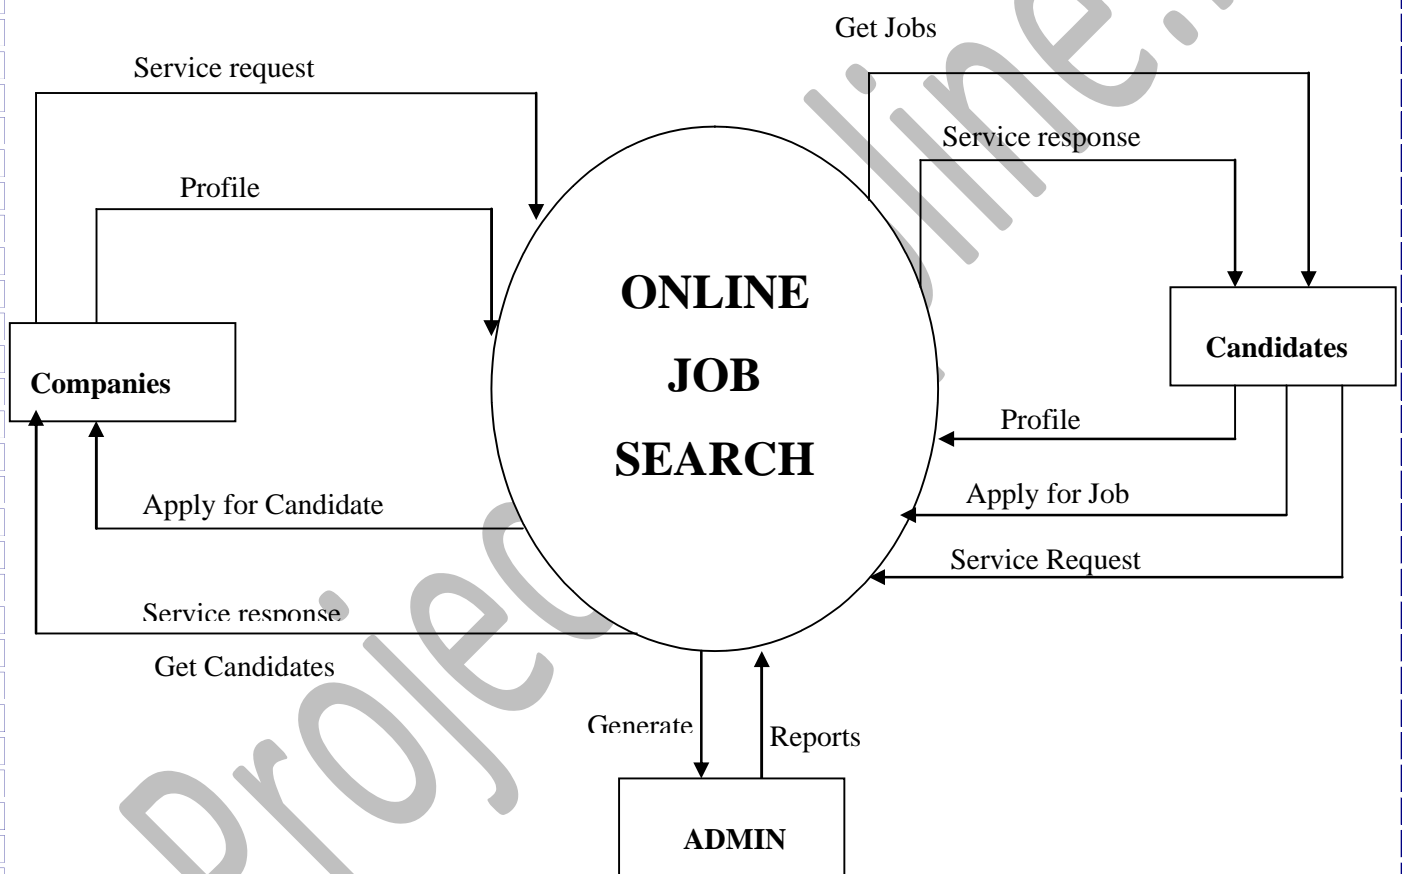 Get Jobs
Service request
Service response
Profile
ONLINE
JOB
SEARCH
Companies
Candidates
Profile
Apply for Candidate
Apply for Job
Service Request
Service response
Get Candidates
Generate
Reports
ADMIN